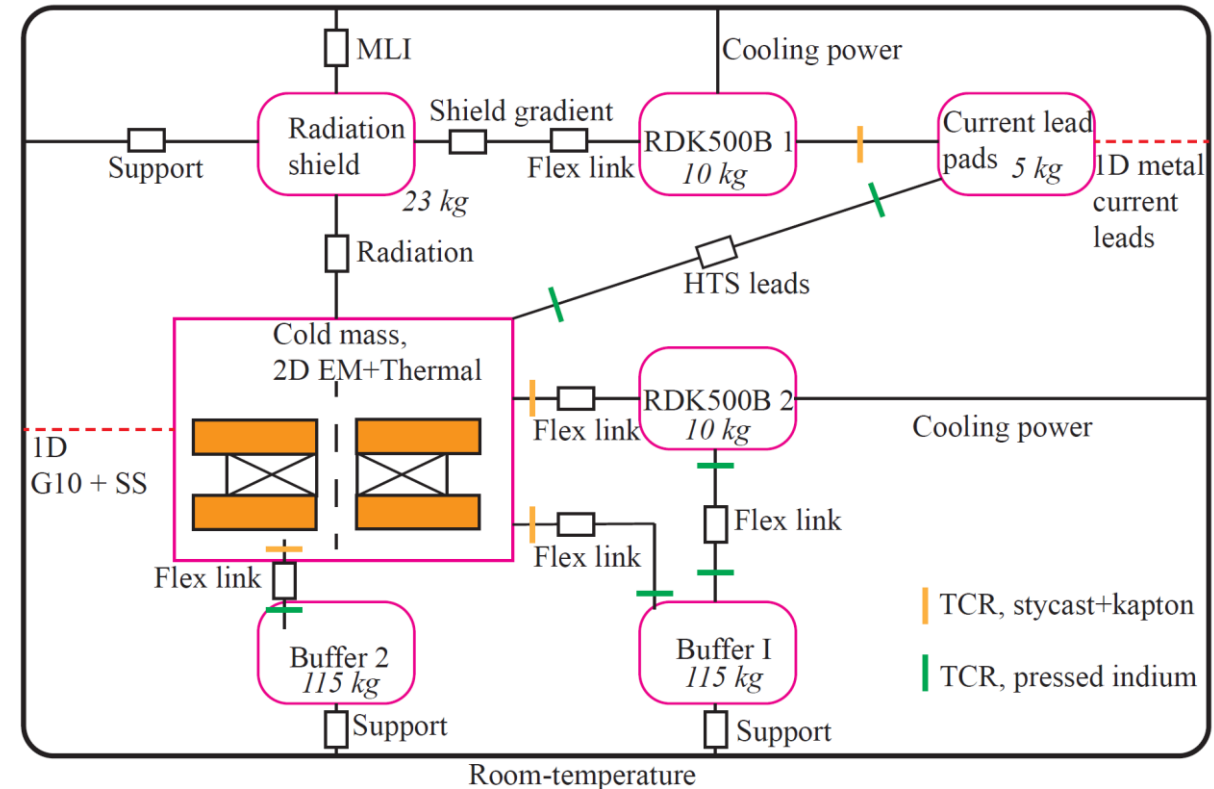 MLI
Cooling power
Shield gradient
Radiation
shield
23 kg
Support
Flex link
RDK500B 1
10 kg
Current lead
pads
5 kg
1D metal
current
leads
Radiation
HTS leads
Cold mass,
2D EM+Thermal
1D
G10 + SS
Flex link
RDK500B 2
10 kg
Cooling power
Flex link
Flex link
Flex link
Buffer 2
115 kg
Buffer I
115 kg
TCR, stycast+kapton
TCR, pressed indium
Support
Support
Room-temperature